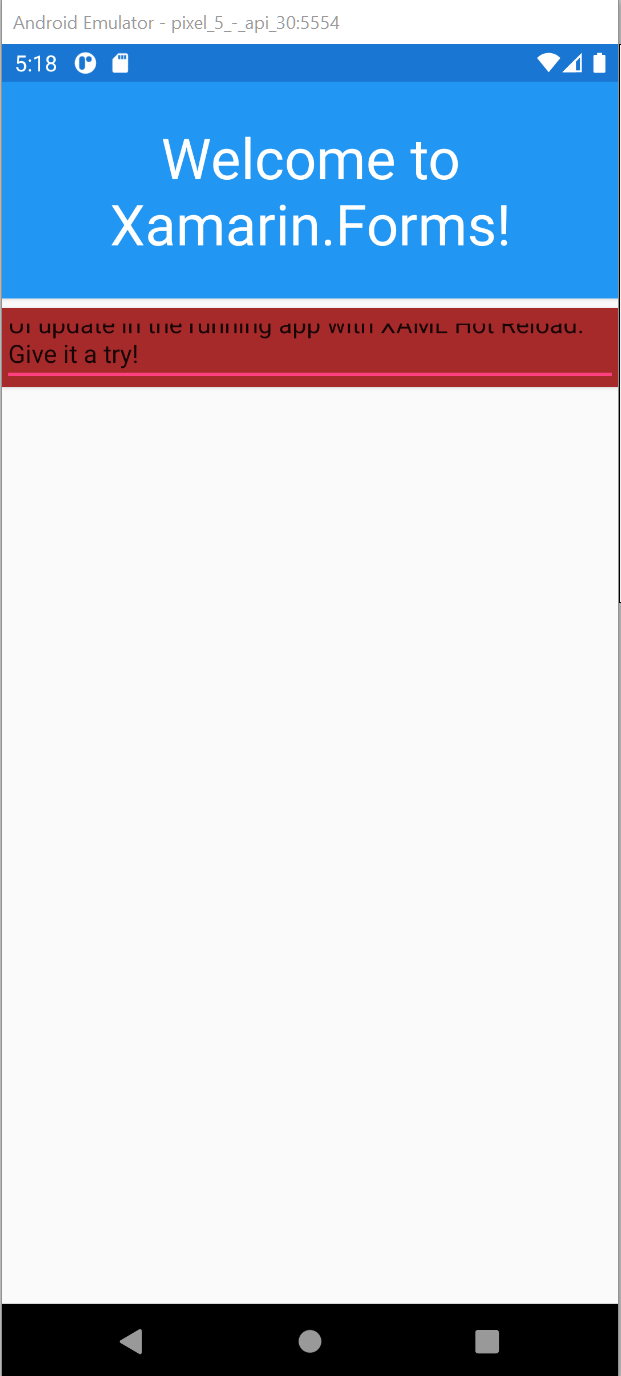 Android Emulator - pixel_5_-_api_30:5554
5:18
Welcome to
Xamarin.Forms!
UI update in the running app with XAML Hot Reload.
Give it a try!